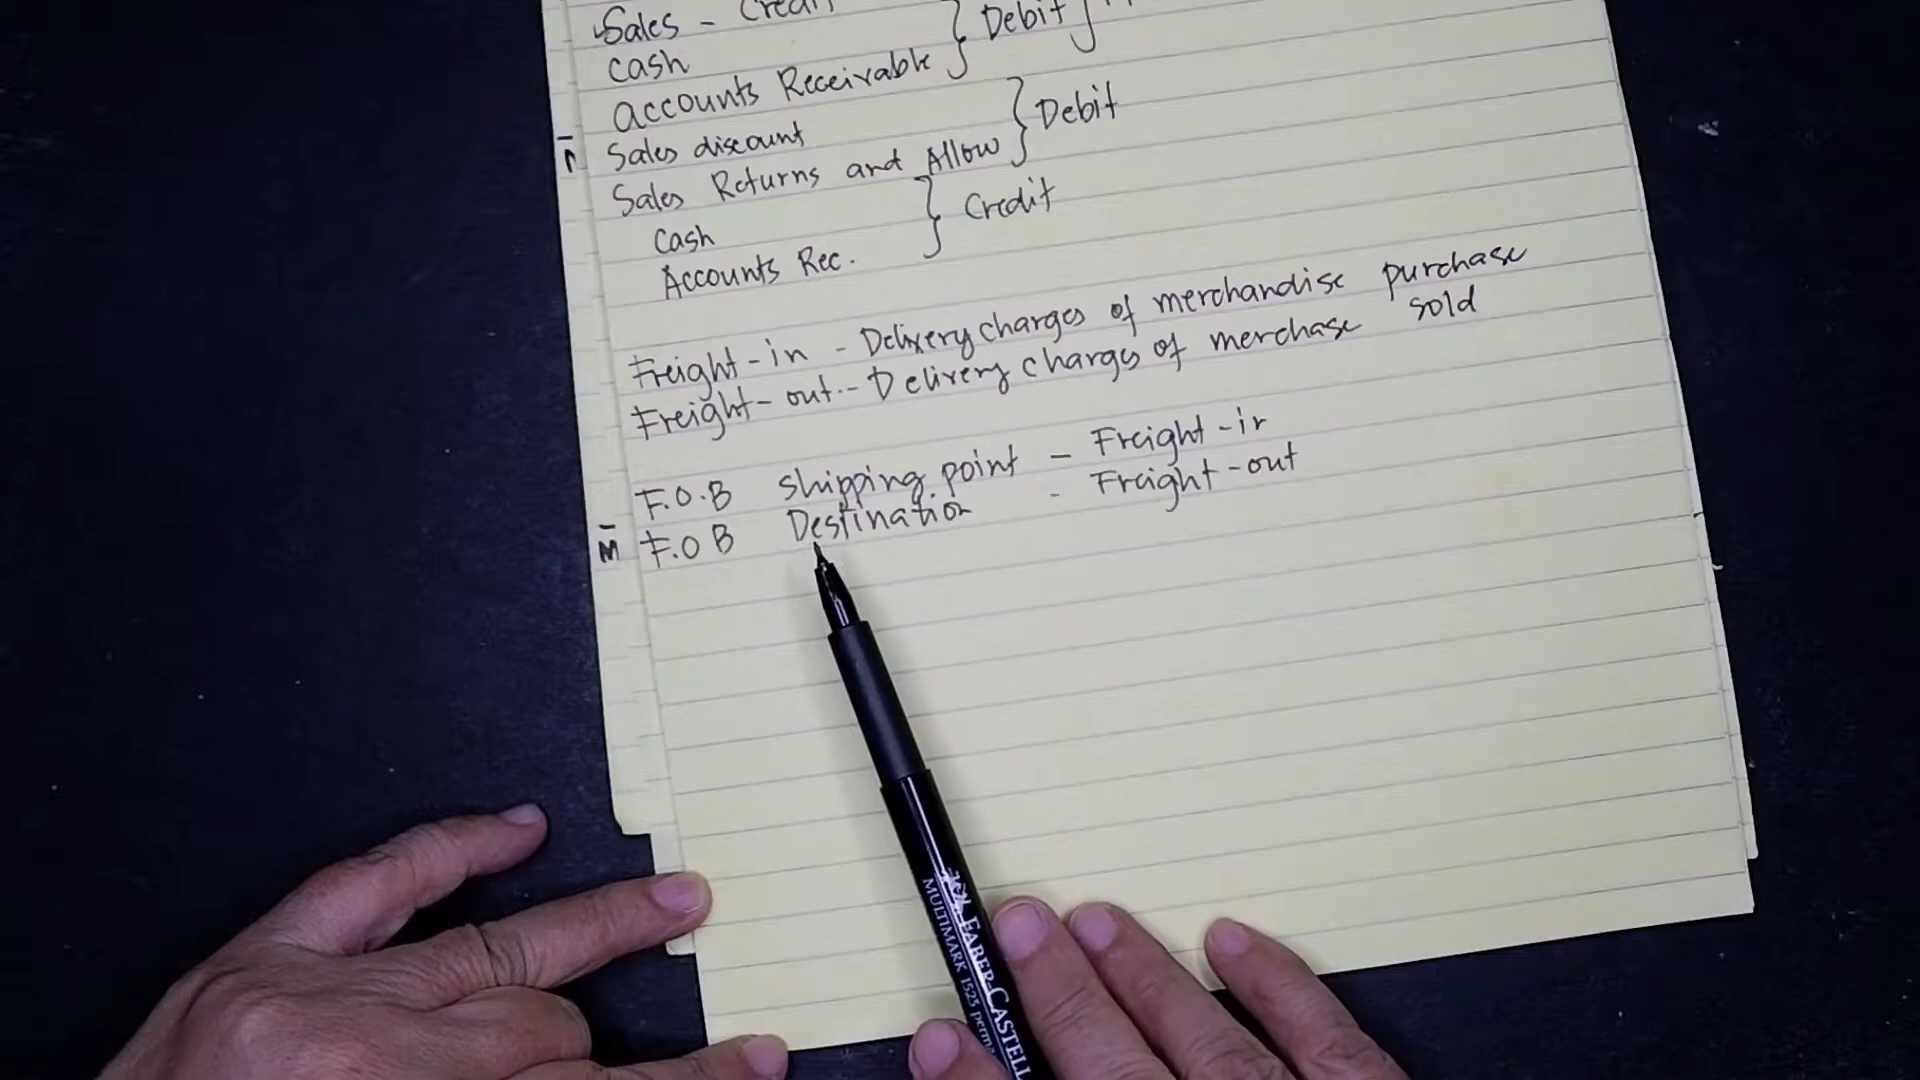 Sales - Credit
Cash
Accounts Receivable } Debit
Sales discount
Sales Returns and Allow } Debit
Cash
Accounts Rec. } Credit
Freight-in - Delivery charges of merchandise purchase
Freight-out - Delivery charges of merchase sold
F.O.B shipping point - Freight-in
F.O B Destination - Freight-out
M
FABER-CASTELL
MULTIMARK 1523 perm